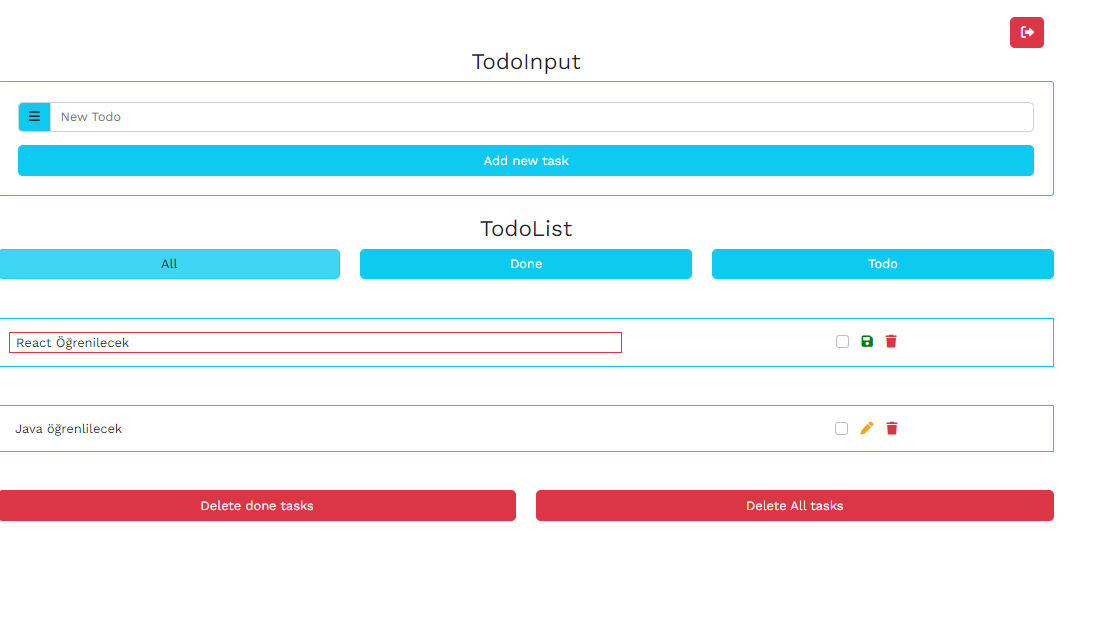 TodoInput
New Todo
Add new task
TodoList
All Done Todo
React Öğrenilecek
Java öğrenlilecek
Delete done tasks Delete All tasks